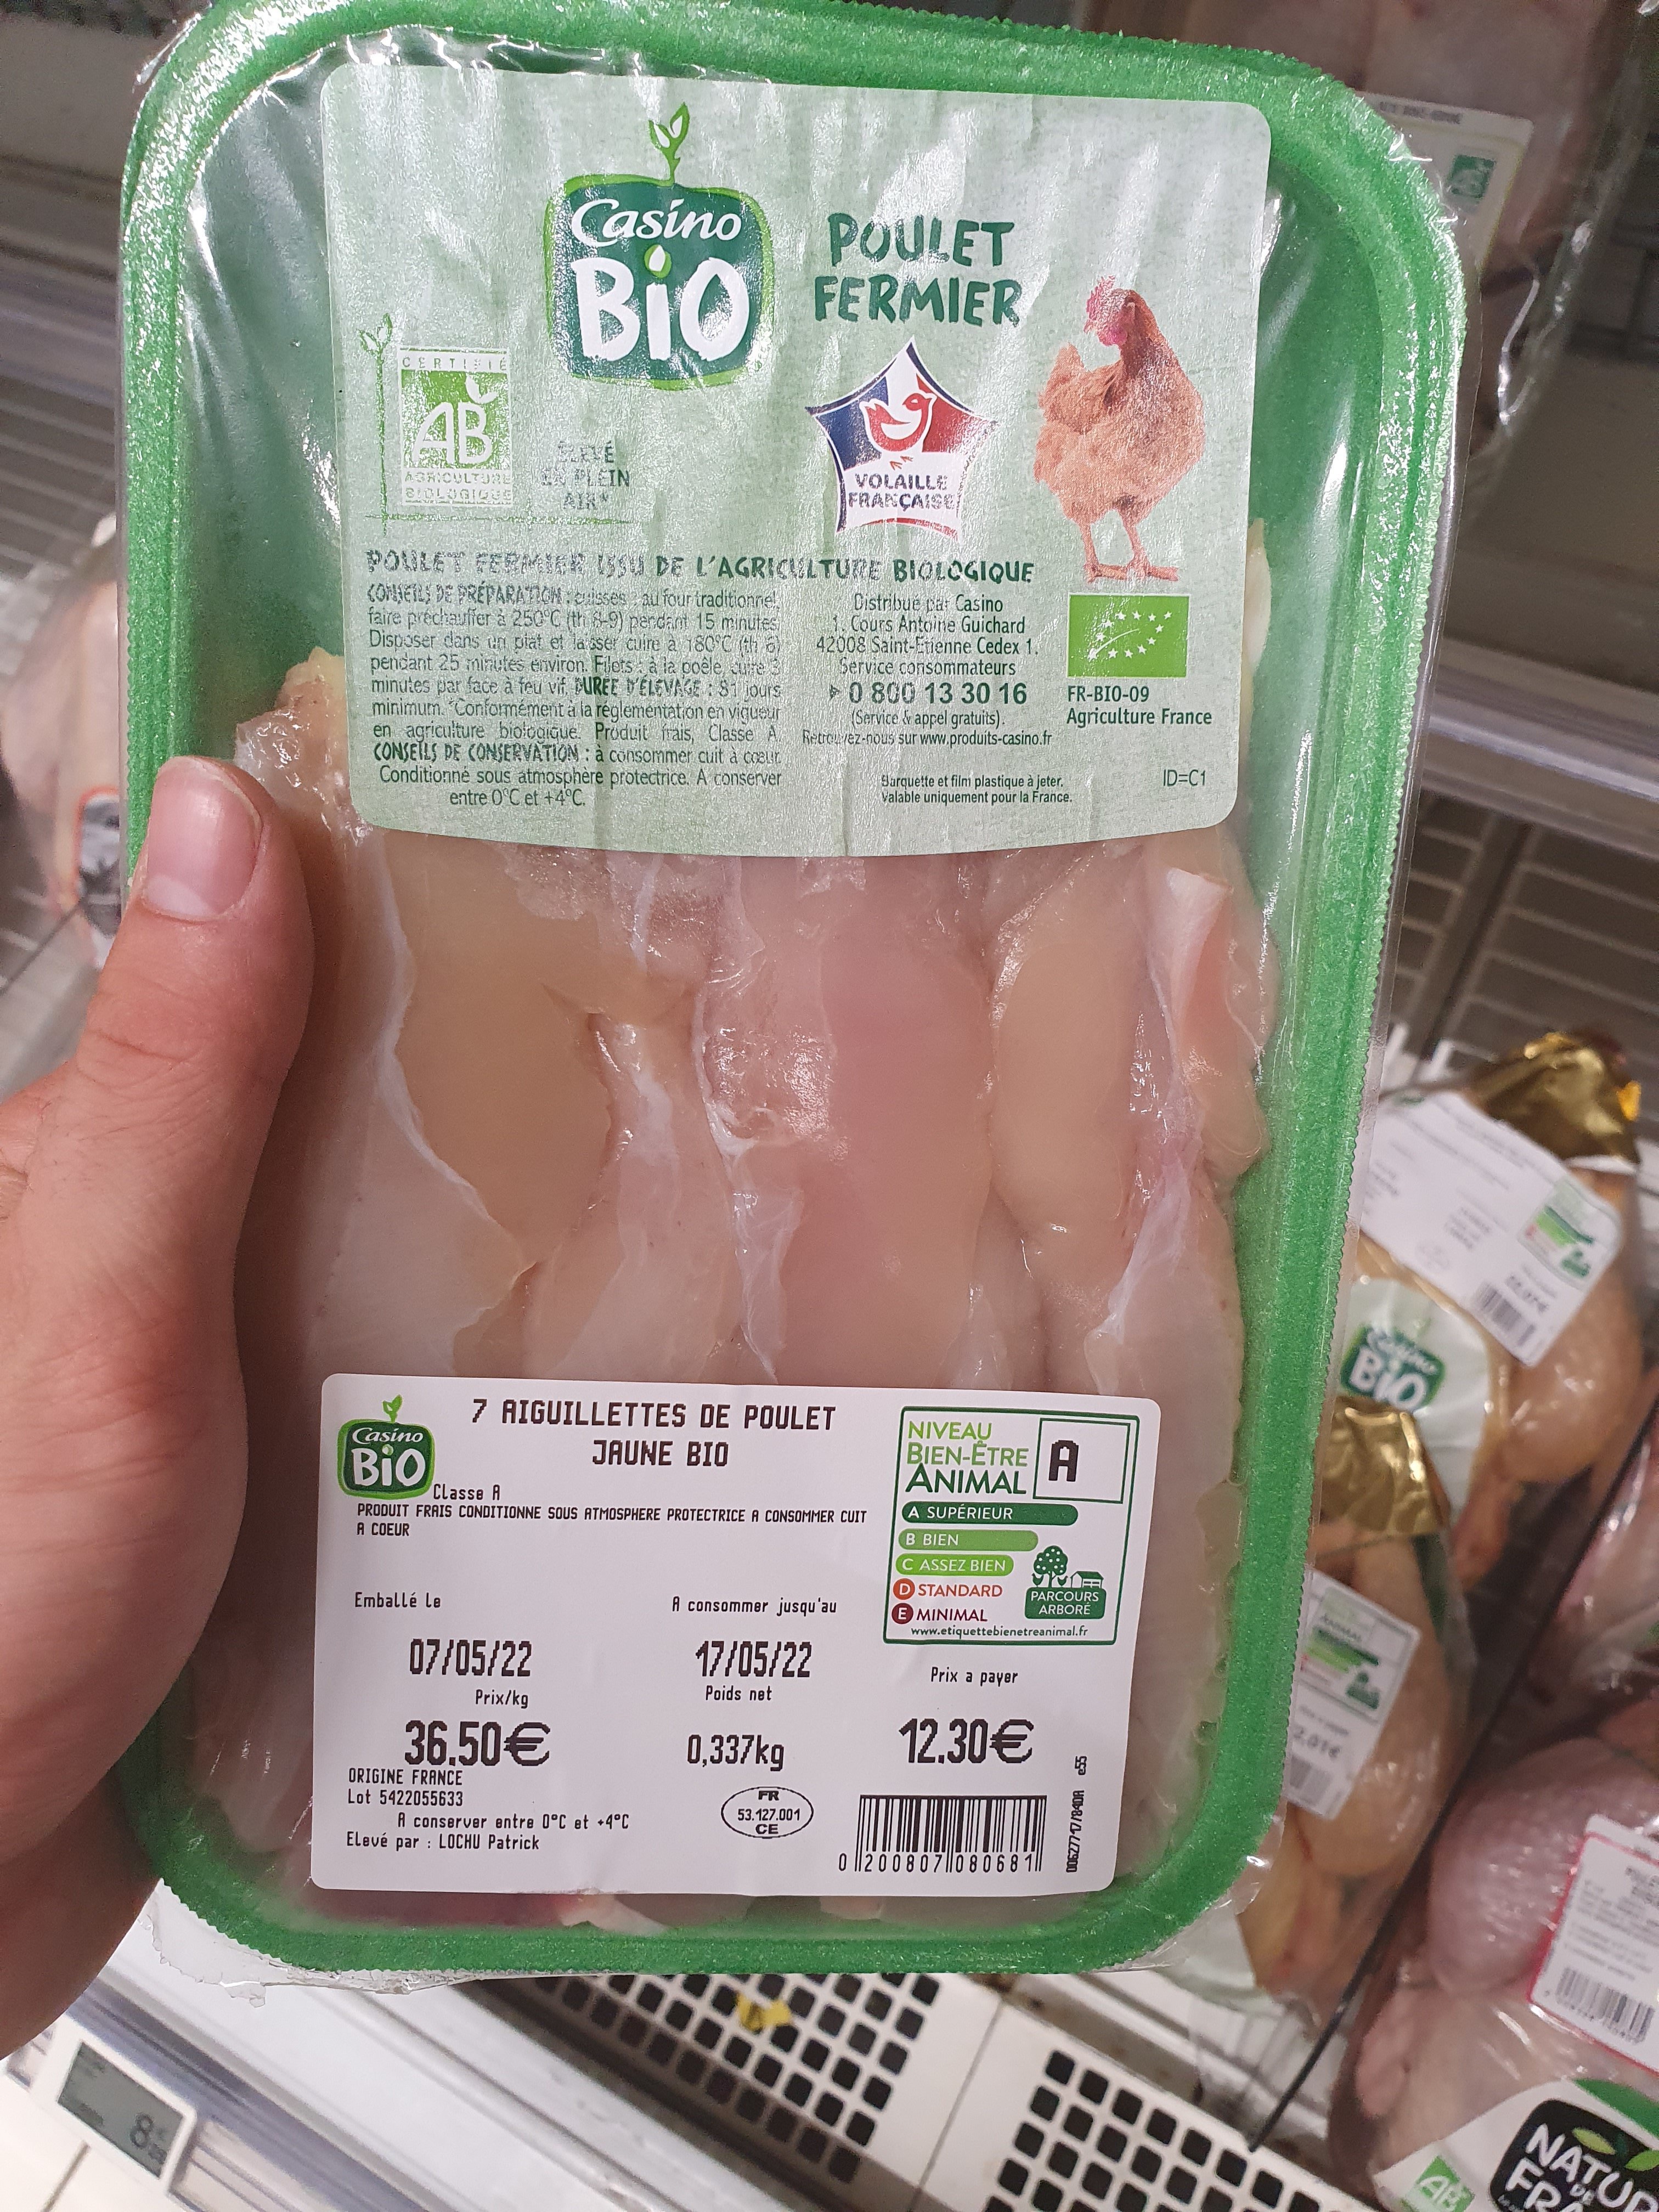 Casino
BiO
POULET
FERMIER
CERTIFIÉ
AB
AGRICULTURE
BIOLOGIQUE
ÉLEVÉ
EN PLEIN
AIR*
VOLAILLE
FRANÇAISE
POULET FERMIER ISSU DE L'AGRICULTURE BIOLOGIQUE
CONSEILS DE PRÉPARATION : cuisses : au four traditionnel,
faire préchauffer à 250°C (th 8-9) pendant 15 minutes.
Disposer dans un plat et laisser cuire à 180°C (th 6)
pendant 25 minutes environ. Filets : à la poêle, cuire 3
minutes par face à feu vif. DURÉE D'ÉLEVAGE : 81 jours
minimum. *Conformément à la réglementation en vigueur
en agriculture biologique. Produit frais, Classe A.
CONSEILS DE CONSERVATION : à consommer cuit à cœur.
Conditionné sous atmosphère protectrice. A conserver
entre 0°C et +4°C.
Distribué par Casino
1, Cours Antoine Guichard
42008 Saint-Etienne Cedex 1.
Service consommateurs
0 800 13 30 16
(Service & appel gratuits).
Retrouvez-nous sur www.produits-casino.fr
FR-BIO-09
Agriculture France
Barquette et film plastique à jeter.
Valable uniquement pour la France.
ID=C1
Casino
BiO
7 AIGUILLETTES DE POULET
JAUNE BIO
Classe A
PRODUIT FRAIS CONDITIONNE SOUS ATMOSPHERE PROTECTRICE A CONSOMMER CUIT
A COEUR
NIVEAU
BIEN-ÊTRE
ANIMAL
A
A SUPÉRIEUR
B BIEN
C ASSEZ BIEN
D STANDARD
E MINIMAL
PARCOURS
ARBORÉ
www.etiquettebienetreanimal.fr
Emballé le
A consommer jusqu'au
07/05/22
17/05/22
Prix/kg
Poids net
Prix a payer
36.50€
0,337kg
12.30€
ORIGINE FRANCE
Lot 5422055633
A conserver entre 0°C et +4°C
Elevé par : LOCHU Patrick
FR
53.127.001
CE
0 200807 080681
00627717/84DA e55
Casino
BiO
8
AB
NATUR
DE
FRA